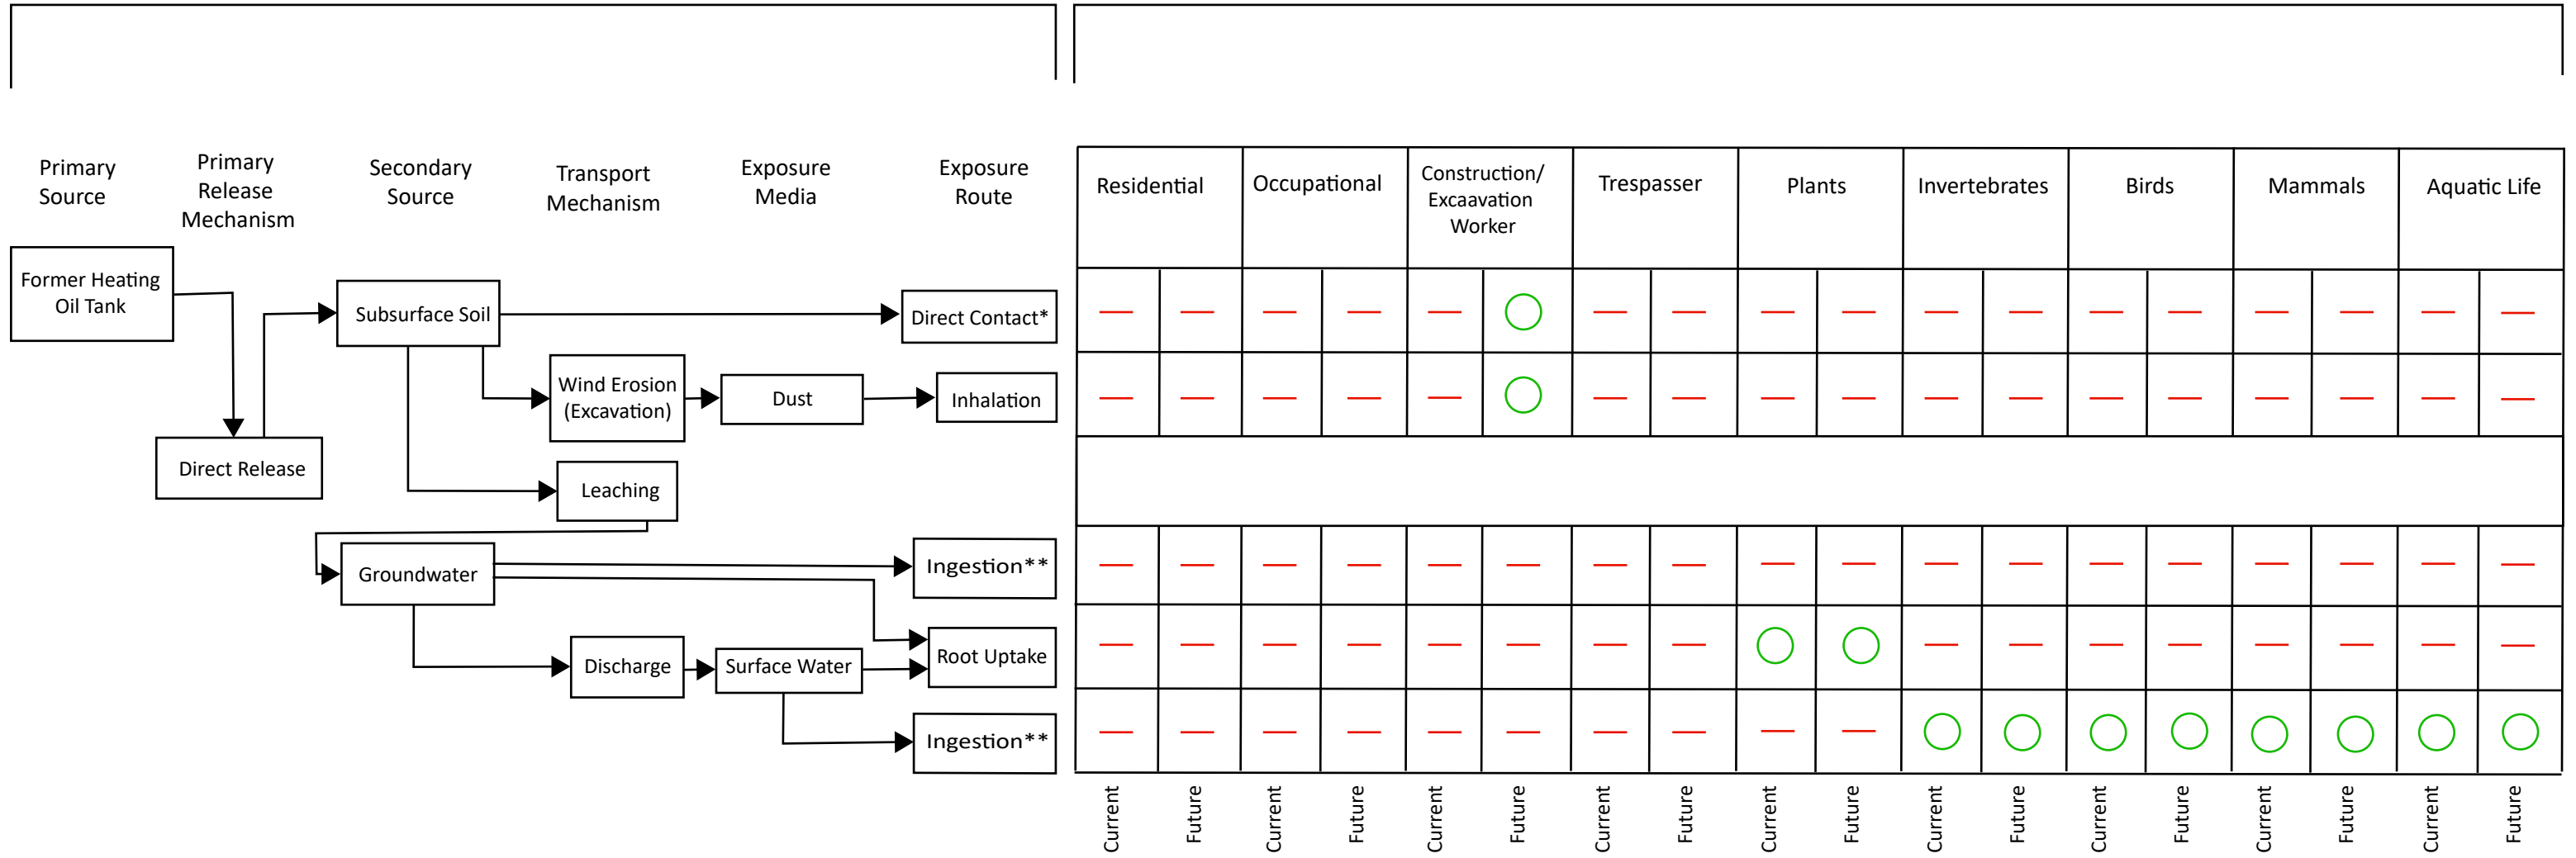 Primary
Source
Primary
Release
Mechanism
Secondary
Source
Transport
Mechanism
Exposure
Media
Exposure
Route
Residential
Occupational
Construction/
Excaavation
Worker
Trespasser
Plants
Invertebrates
Birds
Mammals
Aquatic Life
Former Heating
Oil Tank
Subsurface Soil
Direct Contact*
Wind Erosion
(Excavation)
Dust
Inhalation
Direct Release
Leaching
Groundwater
Ingestion**
Root Uptake
Discharge
Surface Water
Ingestion**
Current
Future
Current
Future
Current
Future
Current
Future
Current
Future
Current
Future
Current
Future
Current
Future
Current
Future